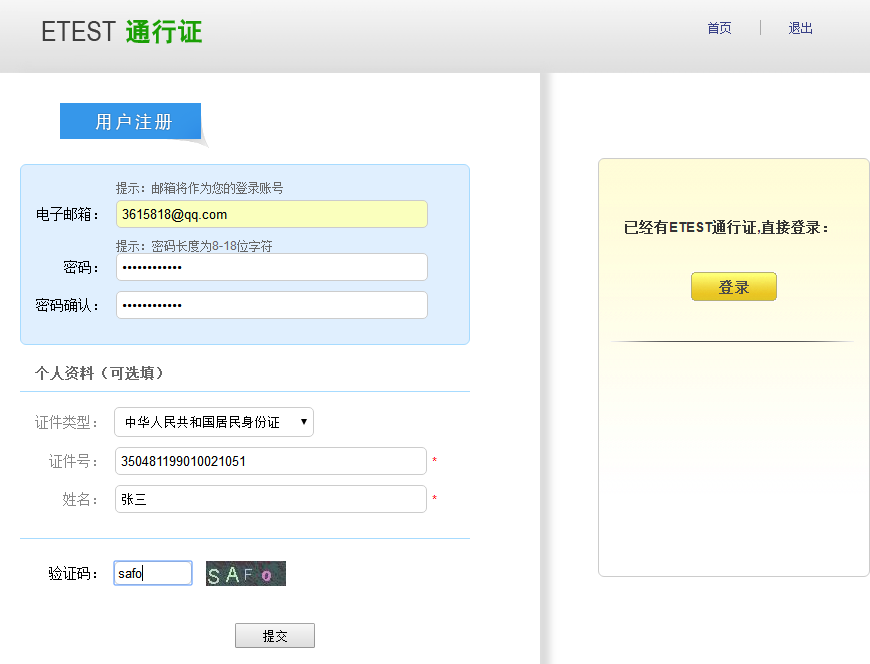 ETEST 通行证
首页 | 退出
用户注册
提示：邮箱将作为您的登录账号
电子邮箱： 3615818@qq.com
提示：密码长度为8-18位字符
密码： ••••••••••••
密码确认： ••••••••••••
个人资料（可选填）
证件类型： 中华人民共和国居民身份证
证件号： 350481199010021051 *
姓名： 张三 *
验证码： safo SAFo
提交
已经有ETEST通行证,直接登录：
登录